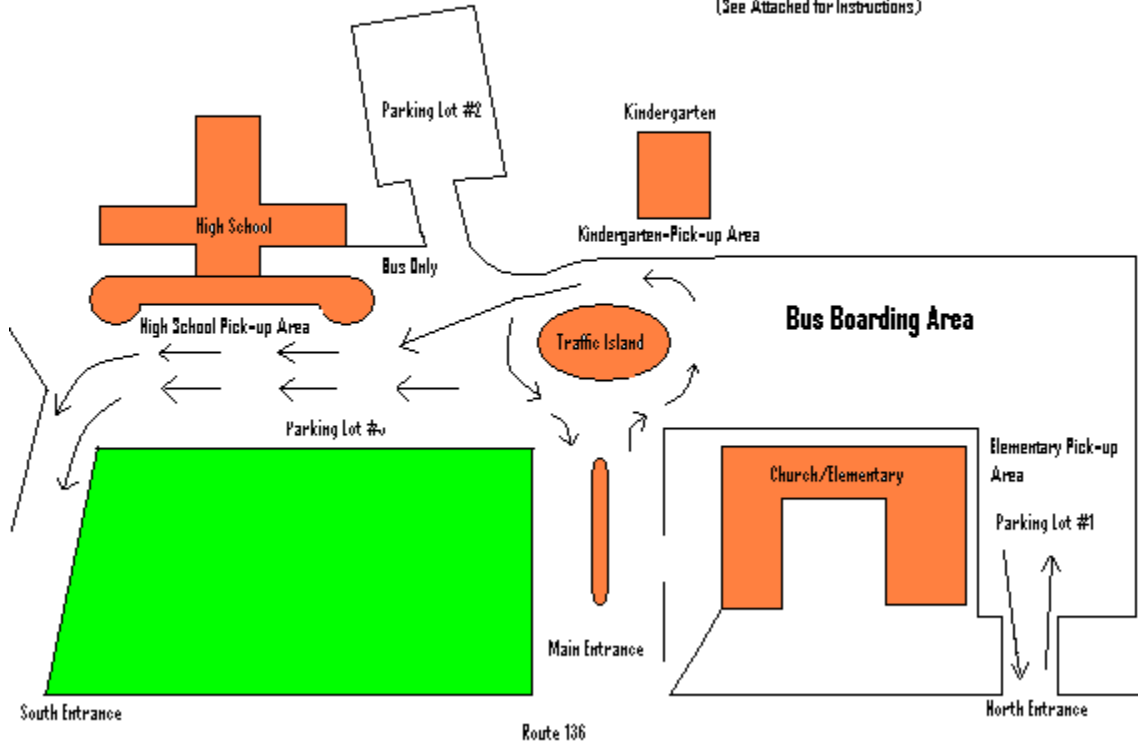 (See Attached for Instructions)
Parking Lot #2
Kindergarten
High School
Kindergarten-Pick-up Area
Bus Only
High School Pick-up Area
Bus Boarding Area
Traffic Island
Parking Lot
Elementary Pick-up
Area
Church/Elementary
Parking Lot #1
Main Entrance
South Entrance
North Entrance
Route 136